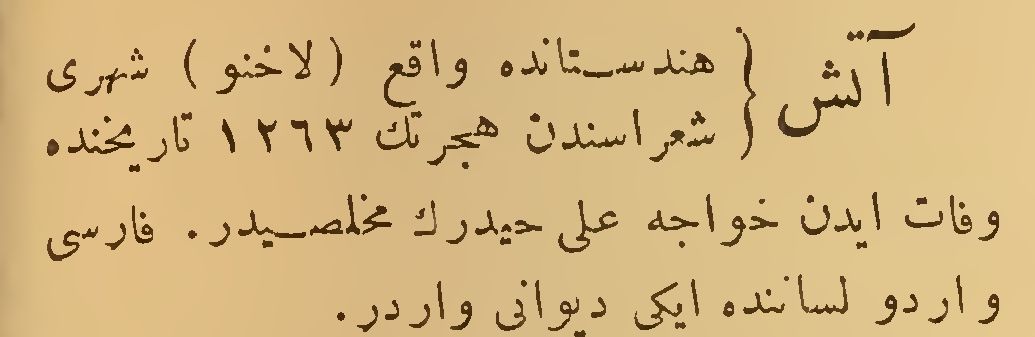 آتش { هندستانده واقع (لاخنو) شهری
شعراسندن هجرتك ١٢٦٣ تاریخنده
وفات ایدن خواجه علی حیدرك مخلصیدر. فارسی
واردو لساننده ایکی دیوانی واردر.